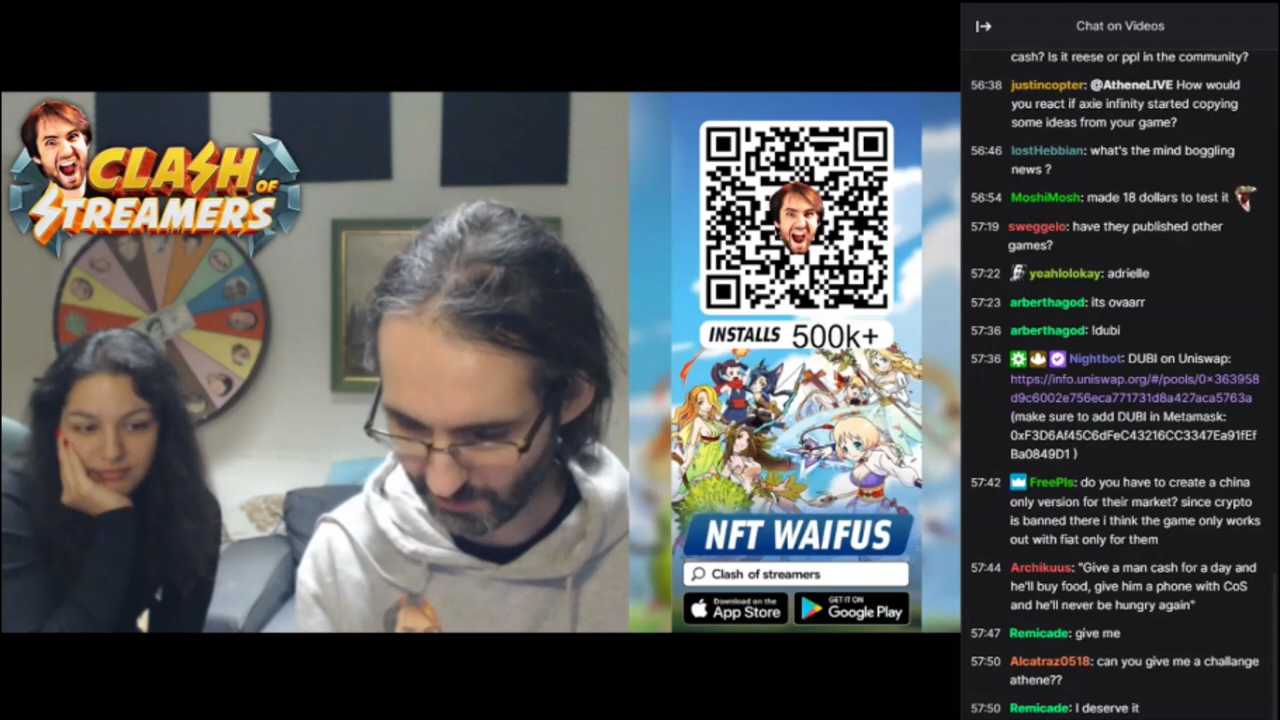 CLASH
OF
STREAMERS
INSTALLS 500k+
NFT WAIFUS
Clash of streamers
Download on the
App Store
GET IT ON
Google Play
Chat on Videos
cash? Is it reese or ppl in the community?
56:38 justincopter: @AtheneLIVE How would
you react if axie infinity started copying
some ideas from your game?
56:46 lostHebbian: what's the mind boggling
news ?
56:54 MoshiMosh: made 18 dollars to test it
57:19 sweggelo: have they published other
games?
57:22 yeahlolokay: adrielle
57:23 arberthagod: its ovaarr
57:36 arberthagod: !dubi
57:36 Nightbot: DUBI on Uniswap:
https://info.uniswap.org/#/pools/0x363958
d9c6002e756eca771731d8a427aca5763a
(make sure to add DUBI in Metamask:
0xF3D6Af45C6dFeC43216CC3347Ea91fEf
Ba0849D1 )
57:42 FreePls: do you have to create a china
only version for their market? since crypto
is banned there i think the game only works
out with fiat only for them
57:44 Archikuus: "Give a man cash for a day and
he'll buy food, give him a phone with CoS
and he'll never be hungry again"
57:47 Remicade: give me
57:50 Alcatraz0518: can you give me a challange
athene??
57:50 Remicade: I deserve it